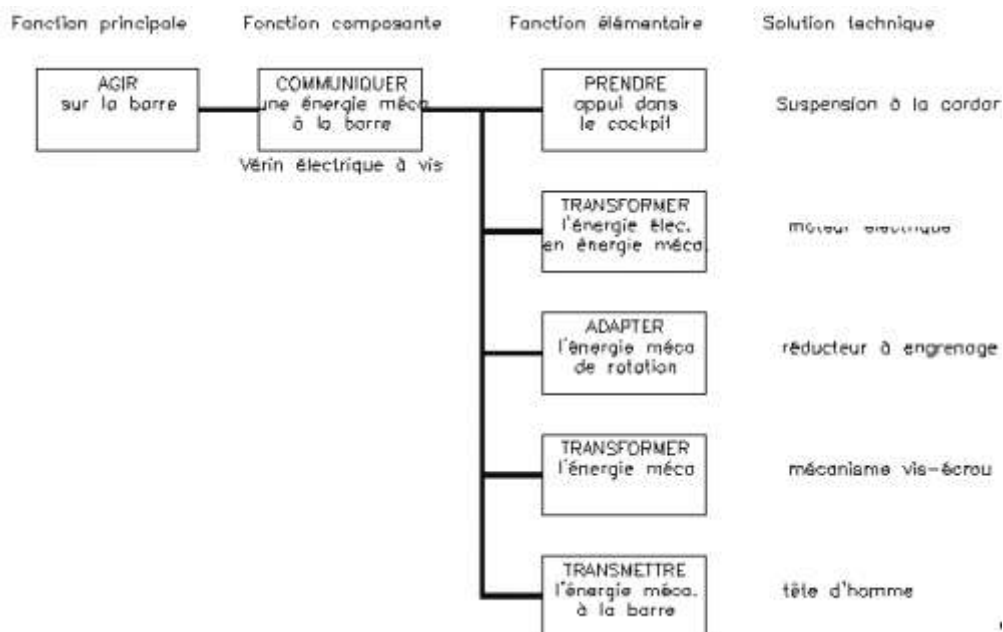 Fonction principale
Fonction composante
Fonction élémentaire
Solution technique
AGIR
sur la barre
COMMUNIQUER
une énergie méca
à la barre
Vérin électrique à vis
PRENDRE
appui dans
le cockpit
Suspension à la cardan
TRANSFORMER
l'énergie élec.
en énergie méca.
moteur électrique
ADAPTER
l'énergie méca
de rotation
réducteur à engrenage
TRANSFORMER
l'énergie méca
mécanisme vis-écrou
TRANSMETTRE
l'énergie méca.
à la barre
tête d'homme